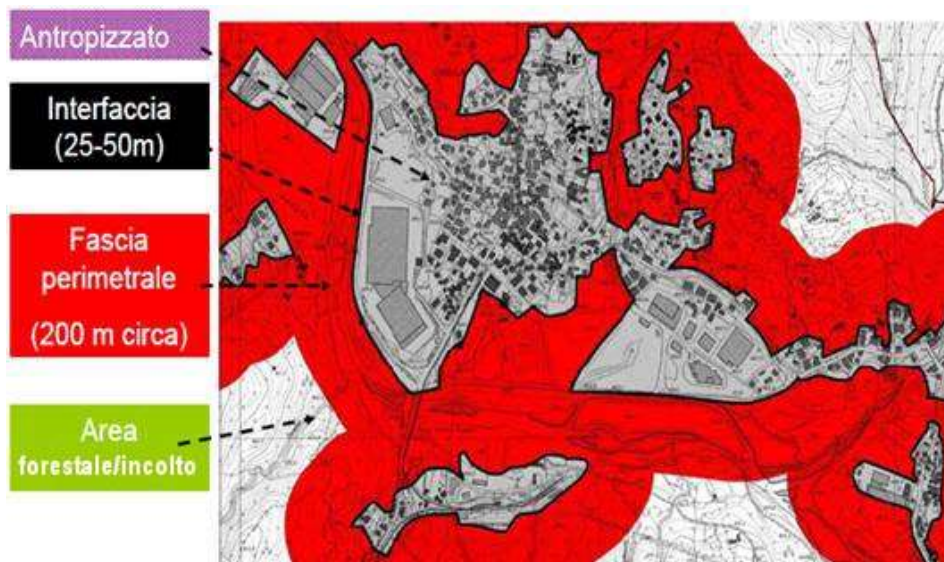 Antropizzato
Interfaccia
(25-50m)
Fascia
perimetrale
(200 m circa)
Area
forestale/incolto